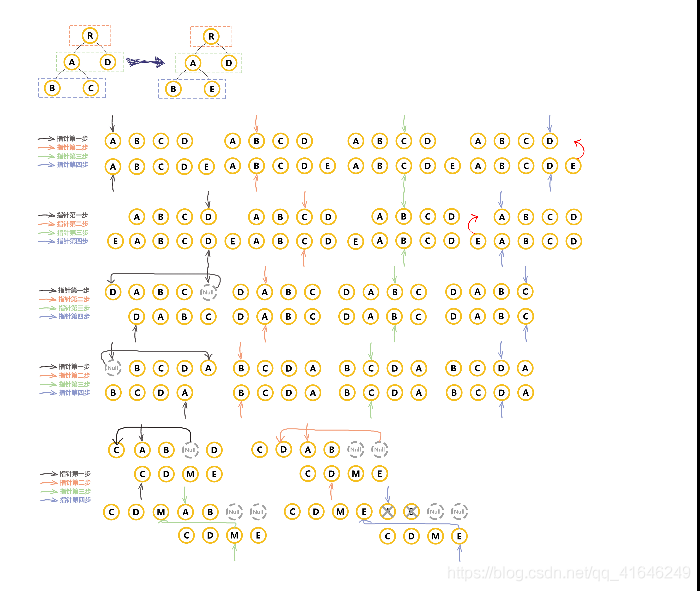 R R
A D A D
B C B E
指针第一步
指针第二步
指针第三步
指针第四步
A B C D A B C D A B C D A B C D
A B C D E A B C D E A B C D E A B C D E
指针第一步
指针第二步
指针第三步
指针第四步
A B C D A B C D A B C D A B C D
E A B C D E A B C D E A B C D E A B C D
指针第一步
指针第二步
指针第三步
指针第四步
D A B C Null D A B C D A B C D A B C
D A B C D A B C D A B C D A B C
指针第一步
指针第二步
指针第三步
指针第四步
Null B C D A B C D A B C D A B C D A
B C D A B C D A B C D A B C D A
指针第一步
指针第二步
指针第三步
指针第四步
C A B Null D C D A B Null Null
C D M E C D M E
C D M A B Null Null C D M E Null Null
C D M E C D M E
https://blog.csdn.net/qq_41646249